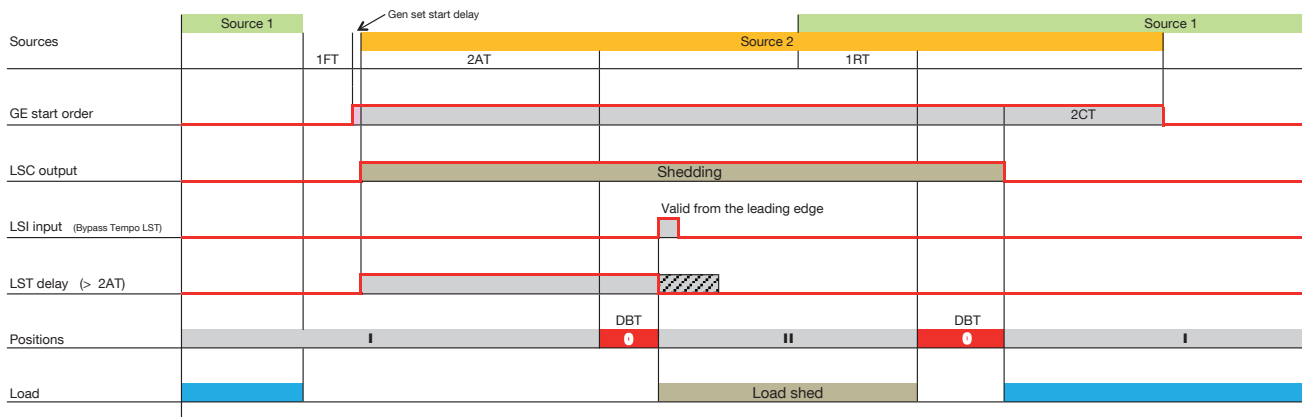 Gen set start delay
Source 1
Source 1
Sources
Source 2
1FT
2AT
1RT
GE start order
2CT
LSC output
Shedding
Valid from the leading edge
LSI input (Bypass Tempo LST)
LST delay (> 2AT)
DBT
DBT
Positions
I
0
II
0
I
Load
Load shed